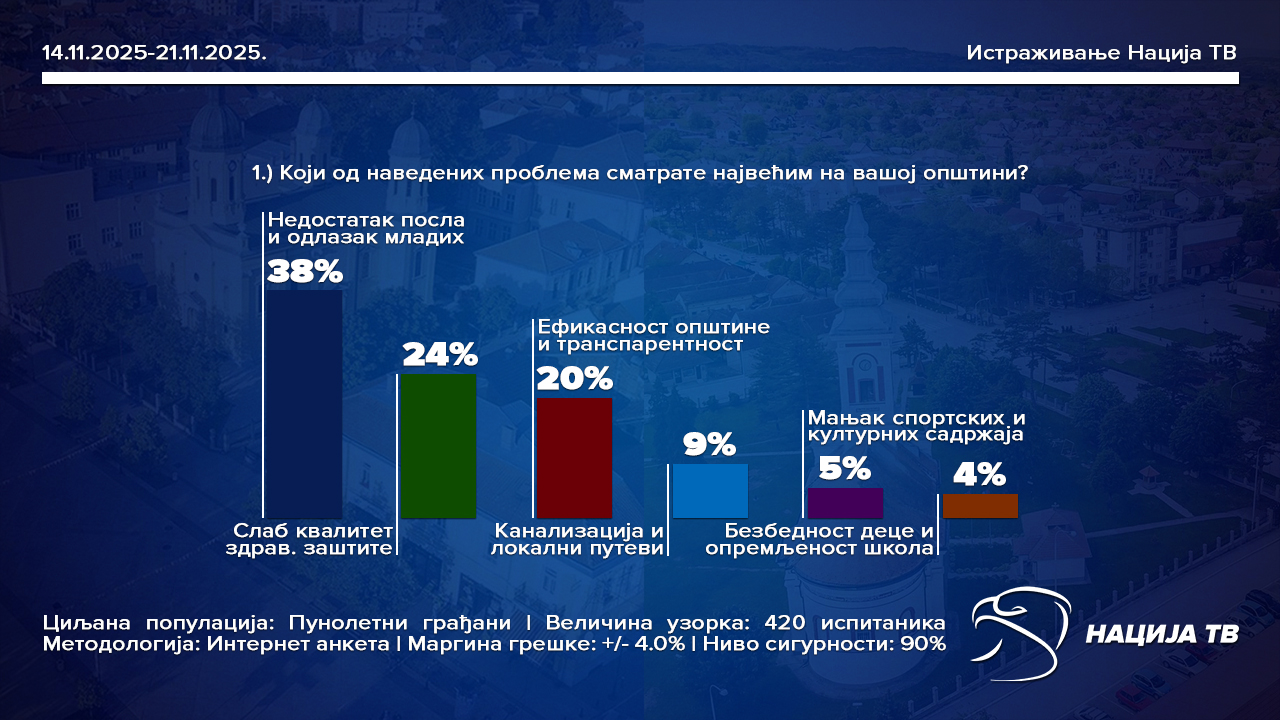 14.11.2025-21.11.2025.
Истраживање Нација ТВ
1.) Који од наведених проблема сматрате највећим на вашој општини?
Недостатак посла
и одлазак младих
38%
24%
Слаб квалитет
здрав. заштите
Ефикасност општине
и транспарентност
20%
9%
Канализација и
локални путеви
Мањак спортских и
културних садржаја
5%
4%
Безбедност деце и
опремљеност школа
Циљана популација: Пунолетни грађани | Величина узорка: 420 испитаника
Методологија: Интернет анкета | Маргина грешке: +/- 4.0% | Ниво сигурности: 90%
НАЦИЈА ТВ